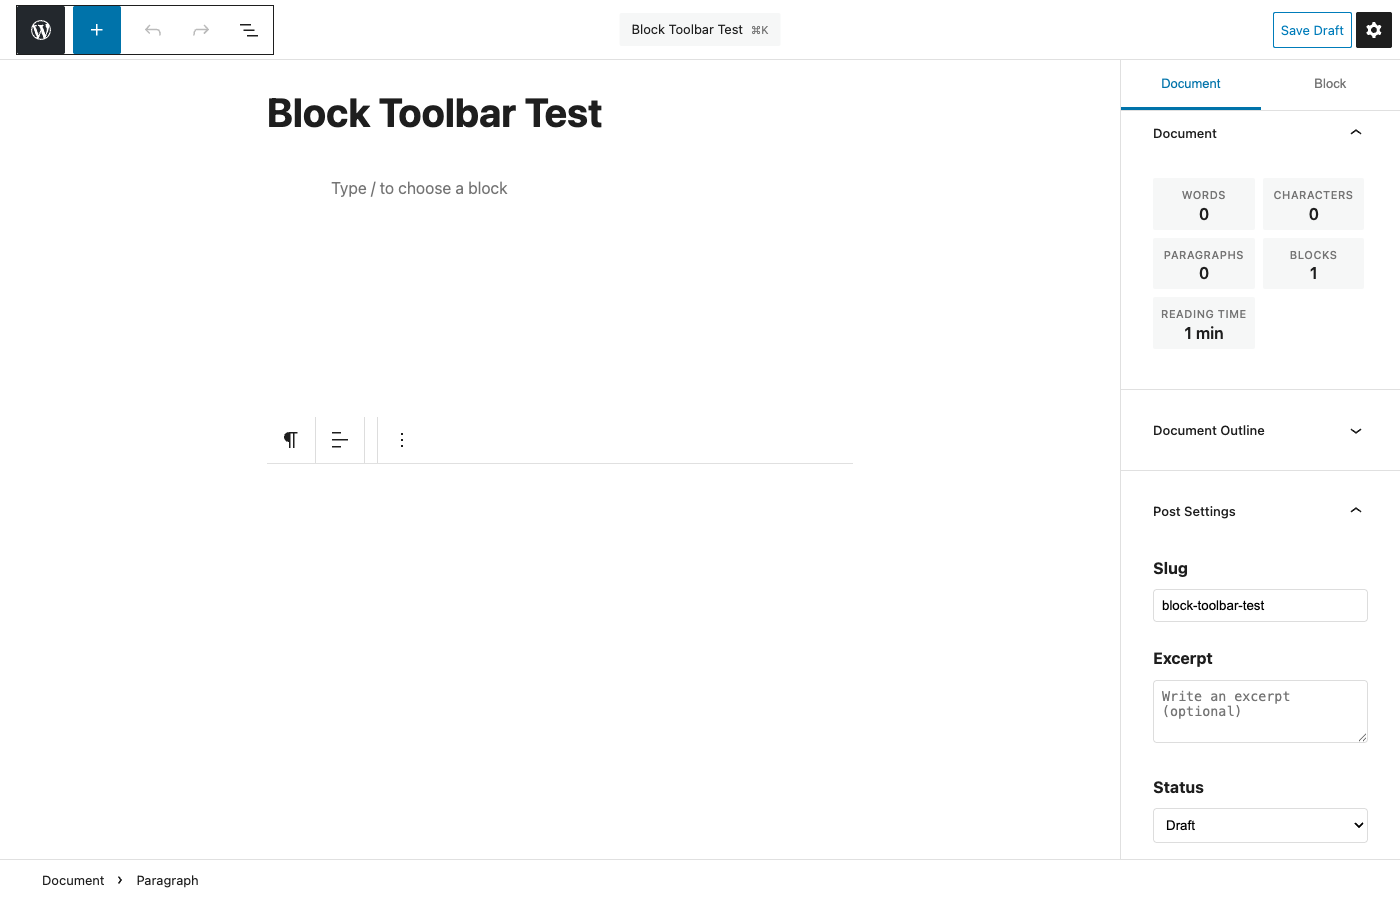 Block Toolbar Test ⌘K
Save Draft
Document
Block
Block Toolbar Test
Type / to choose a block
Document
WORDS
0
CHARACTERS
0
PARAGRAPHS
0
BLOCKS
1
READING TIME
1 min
Document Outline
Post Settings
Slug
block-toolbar-test
Excerpt
Write an excerpt
(optional)
Status
Draft
Document › Paragraph